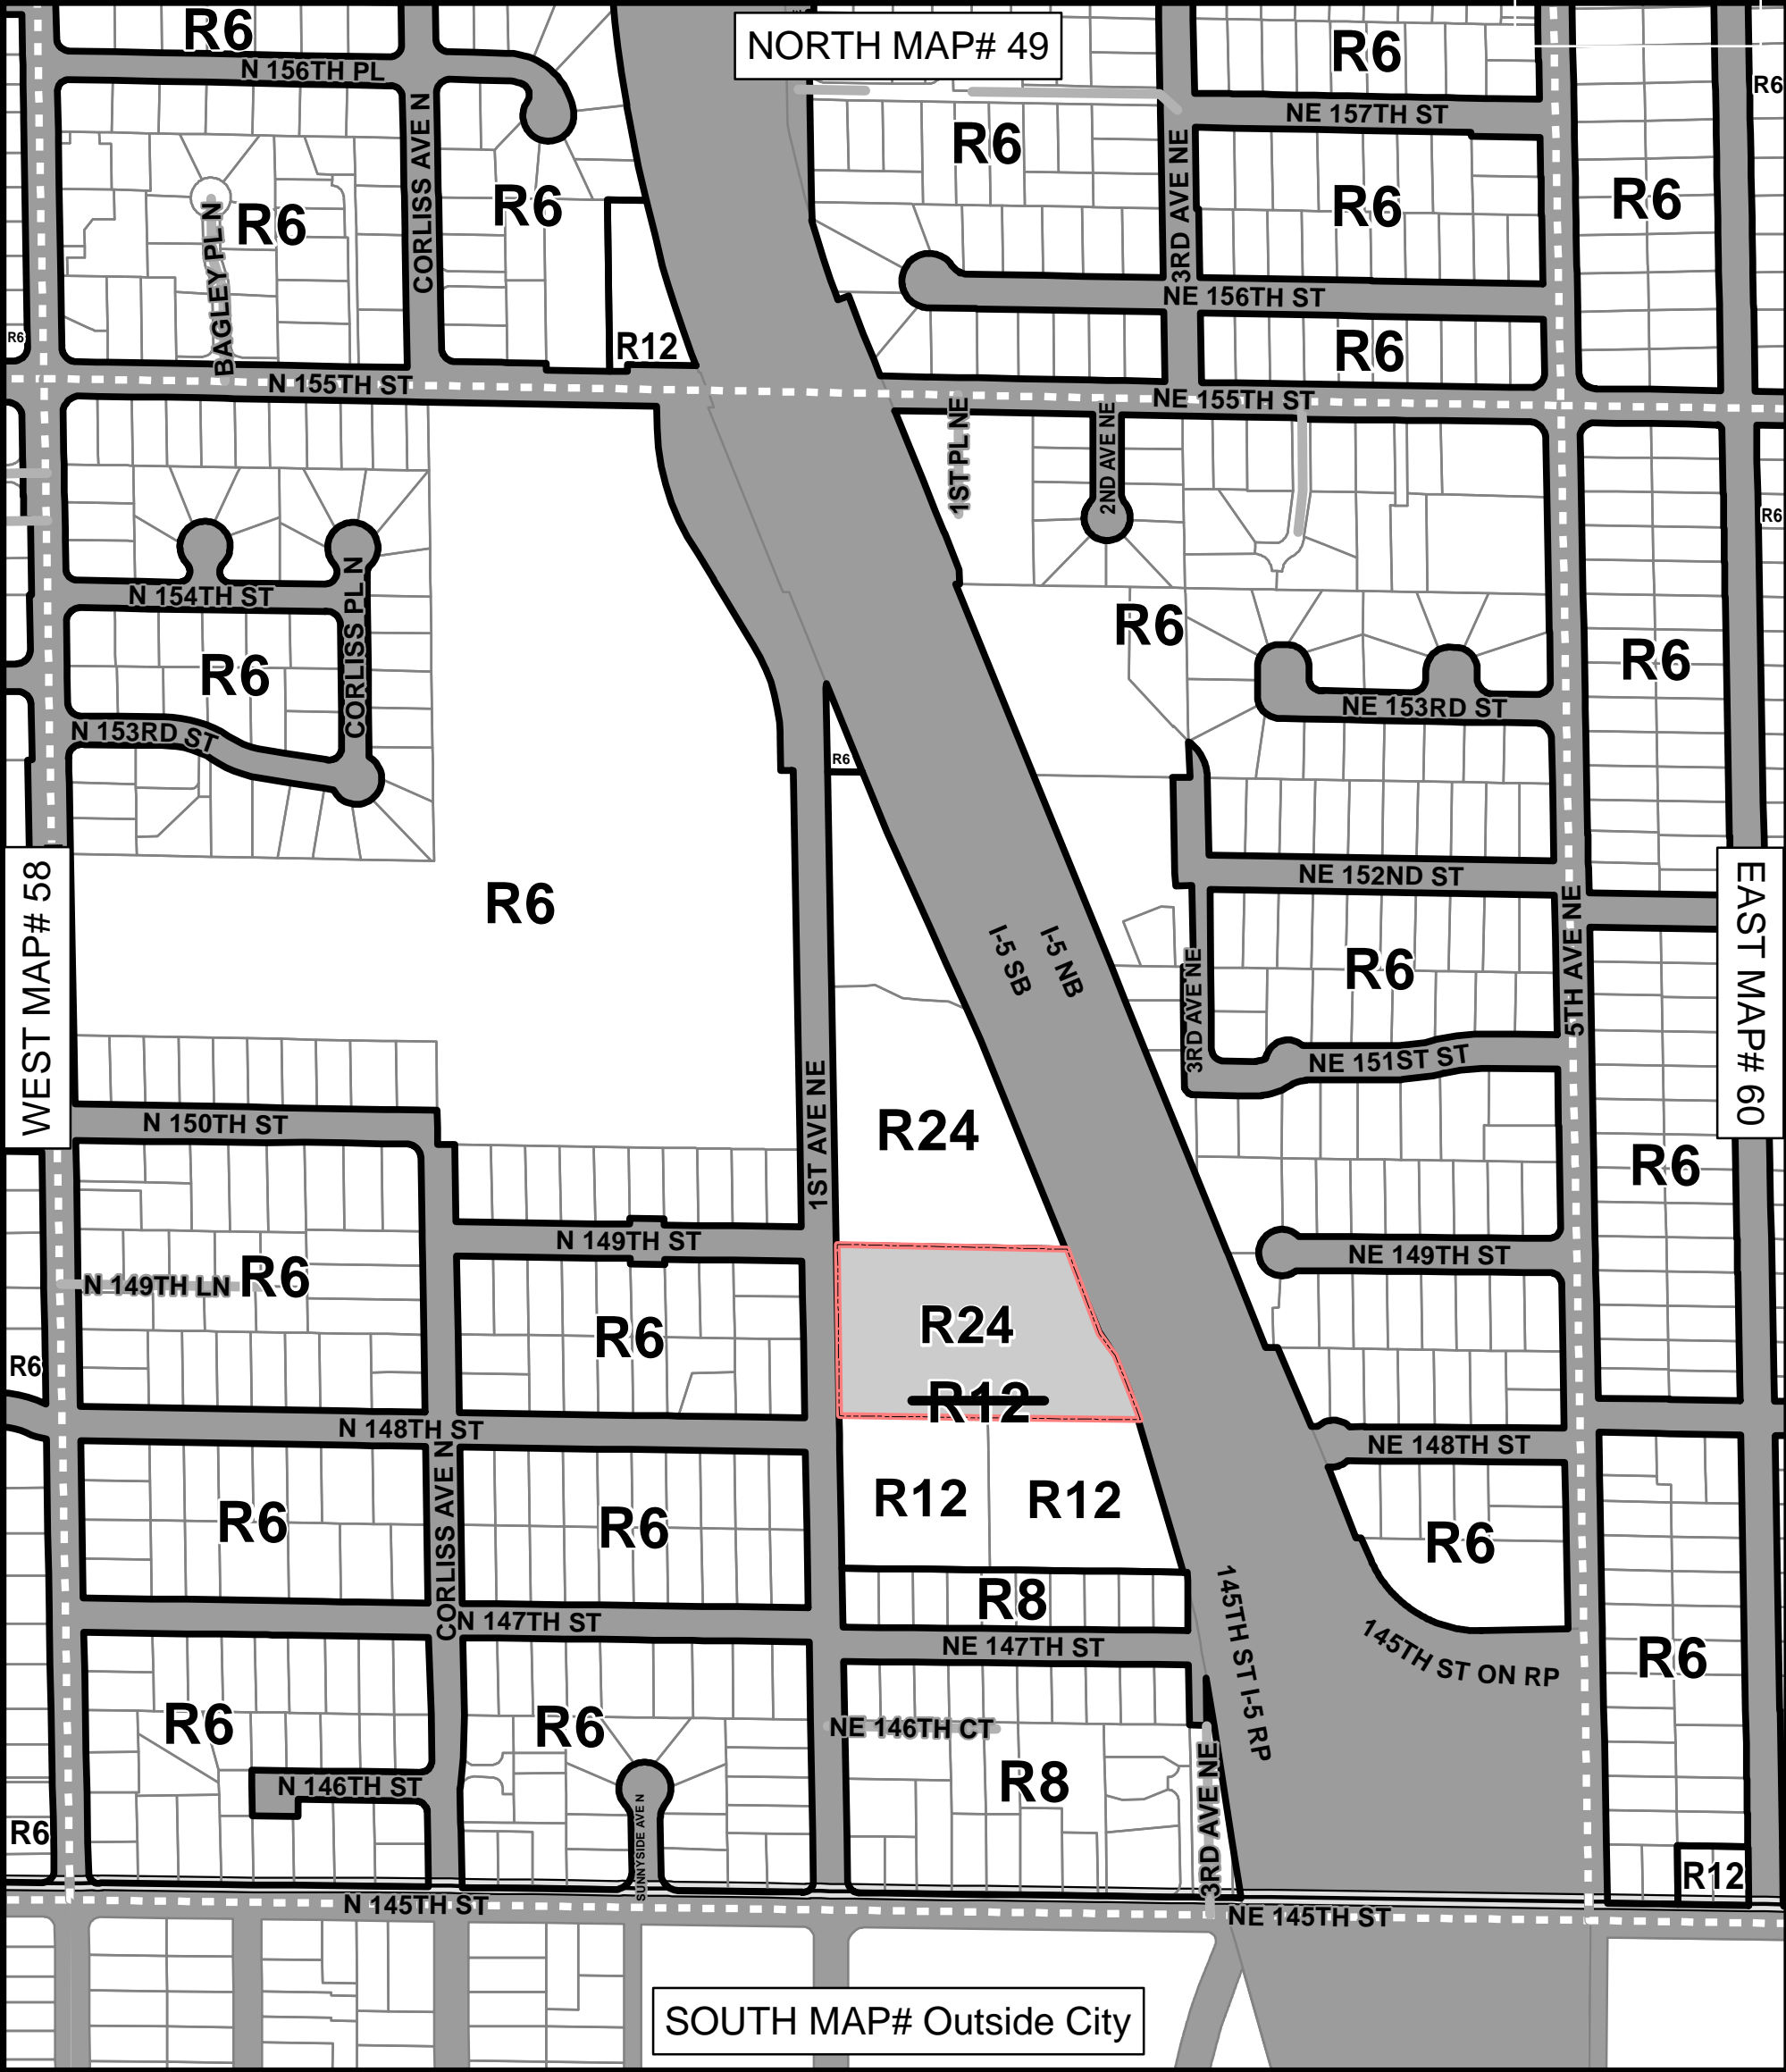 R6
NORTH MAP# 49
R6
N 156TH PL
R6
NE 157TH ST
CORLISS AVE N
R6
3RD AVE NE
R6
R6
R6
R6
BAGLEY PL N
NE 156TH ST
R6
R12
R6
N 155TH ST
NE 155TH ST
1ST PL NE
2ND AVE NE
R6
N 154TH ST
CORLISS PL N
R6
R6
R6
N 153RD ST
NE 153RD ST
R6
WEST MAP# 58
EAST MAP# 60
NE 152ND ST
R6
5TH AVE NE
I-5 SB
I-5 NB
3RD AVE NE
R6
NE 151ST ST
N 150TH ST
1ST AVE NE
R24
R6
N 149TH ST
NE 149TH ST
N 149TH LN
R6
R6
R24
R6
R12
N 148TH ST
NE 148TH ST
CORLISS AVE N
R12
R12
R6
R6
R6
R8
N 147TH ST
NE 147TH ST
145TH ST I-5 RP
145TH ST ON RP
R6
R6
R6
NE 146TH CT
3RD AVE NE
N 146TH ST
R8
SUNNYSIDE AVE N
R6
R12
N 145TH ST
NE 145TH ST
SOUTH MAP# Outside City